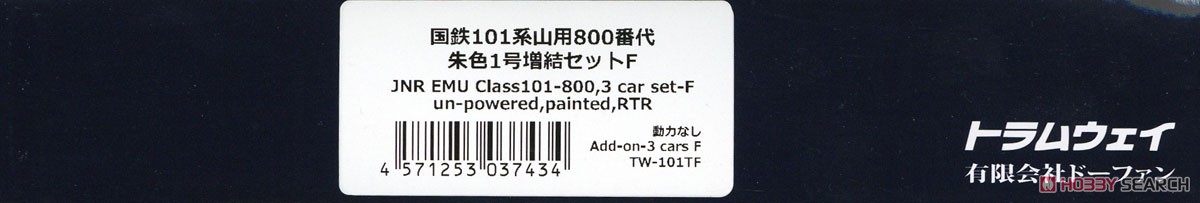 国鉄101系山用800番代
朱色1号増結セットF
JNR EMU Class101-800,3 car set-F
un-powered,painted,RTR
動力なし
Add-on-3 cars F
TW-101TF
4 571253 037434
トラムウェイ
有限会社ドーファン
HOBBY SEARCH